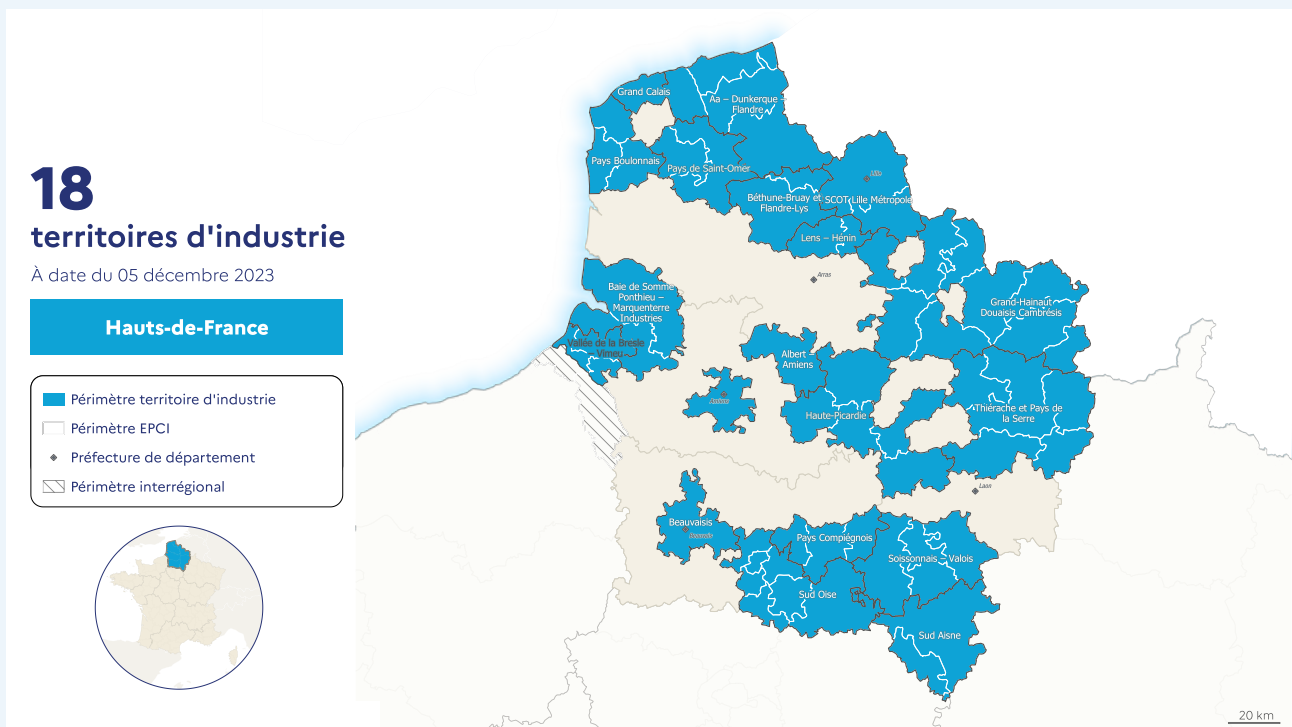 18
territoires d'industrie
À date du 05 décembre 2023
Hauts-de-France
Périmètre territoire d'industrie
Périmètre EPCI
Préfecture de département
Périmètre interrégional
Grand Calais
Aa – Dunkerque –
Flandre
Pays Boulonnais
Pays de Saint-Omer
Lille
Béthune-Bruay et
Flandre-Lys
SCOT Lille Métropole
Lens – Hénin
Arras
Baie de Somme
Ponthieu –
Marquenterre
Industries
Grand-Hainaut
Douaisis Cambrésis
Vallée de la Bresle
– Vimeu
Albert –
Amiens
Amiens
Haute-Picardie
Thiérache et Pays de
la Serre
Laon
Beauvaisis
Beauvais
Pays Compiégnois
Soissonnais – Valois
Sud Oise
Sud Aisne
20 km